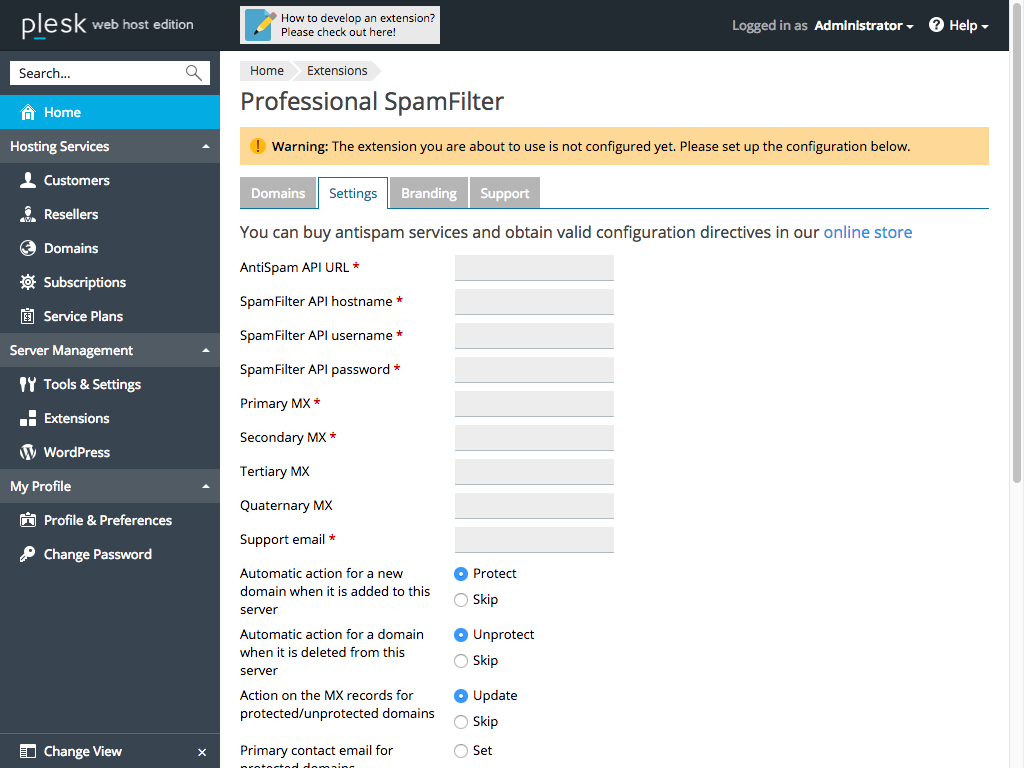 plesk web host edition
How to develop an extension?
Please check out here!
Logged in as Administrator
? Help
Search...
Home
Hosting Services
Customers
Resellers
Domains
Subscriptions
Service Plans
Server Management
Tools & Settings
Extensions
WordPress
My Profile
Profile & Preferences
Change Password
Change View ×
Home Extensions
Professional SpamFilter
! Warning: The extension you are about to use is not configured yet. Please set up the configuration below.
Domains Settings Branding Support
You can buy antispam services and obtain valid configuration directives in our online store
AntiSpam API URL *
SpamFilter API hostname *
SpamFilter API username *
SpamFilter API password *
Primary MX *
Secondary MX *
Tertiary MX
Quaternary MX
Support email *
Automatic action for a new
domain when it is added to this
server
Protect
Skip
Automatic action for a domain
when it is deleted from this
server
Unprotect
Skip
Action on the MX records for
protected/unprotected domains
Update
Skip
Primary contact email for
protected domains
Set